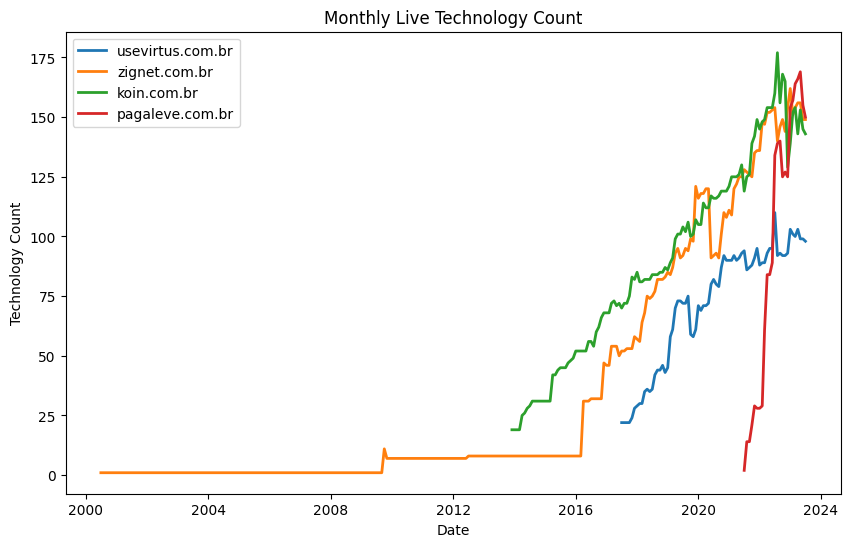 Monthly Live Technology Count
usevirtus.com.br
zignet.com.br
koin.com.br
pagaleve.com.br
Technology Count
175
150
125
100
75
50
25
0
2000 2004 2008 2012 2016 2020 2024
Date